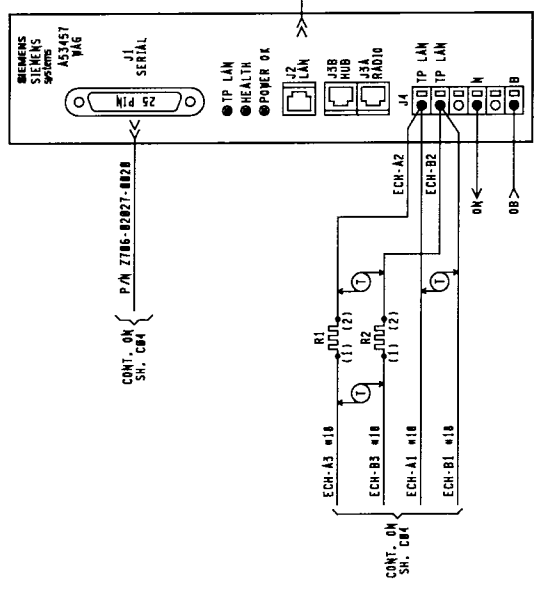 SIEMENS
SIEMENS
systems
A53457
WAG
J1
SERIAL
25 PIN
TP LAN
HEALTH
POWER OK
J2
LAN
J3B
HUB
J3A
RADIO
J4
TP LAN
TP LAN
N
B
ECH-A2
ECH-B2
ON
OB
P/N Z706-02027-0020
CONT. ON
SH. C04
R1
(1) (2)
R2
(1) (2)
T
T
T
ECH-A3 #18
ECH-B3 #18
ECH-A1 #18
ECH-B1 #18
CONT. ON
SH. C04